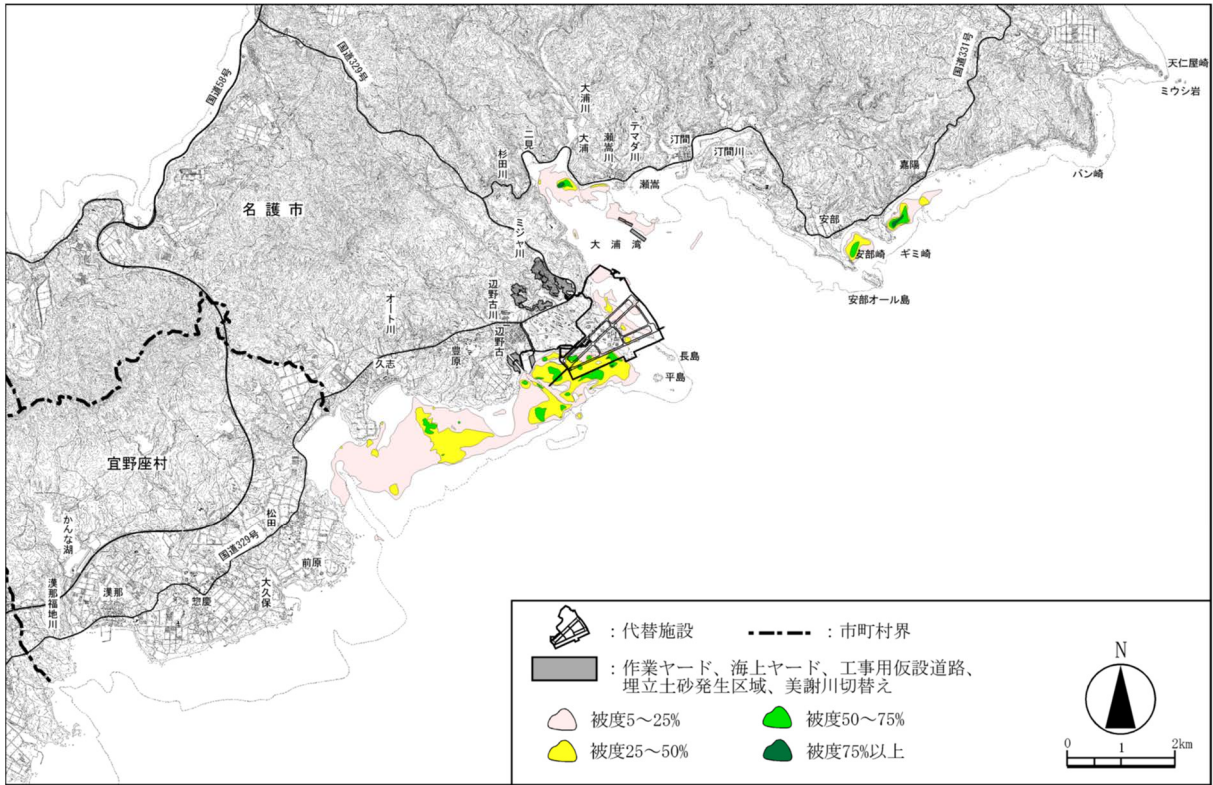 国道58号
国道329号
国道331号
天仁屋崎
ミウシ岩
バン崎
大浦川
二見
大浦
瀬嵩川
テマダ川
汀間
汀間川
杉田川
瀬嵩
嘉陽
安部
名護市
ミジャ川
大浦湾
安部崎
ギミ崎
安部オール島
辺野古川
オート川
辺野古
豊原
久志
長島
平島
宜野座村
かんな湖
松田
国道329号
前原
漢那福地川
漢那
惣慶
大久保
:代替施設
:市町村界
:作業ヤード、海上ヤード、工事用仮設道路、
埋立土砂発生区域、美謝川切替え
被度5~25%
被度50~75%
被度25~50%
被度75%以上
N
0 1 2km